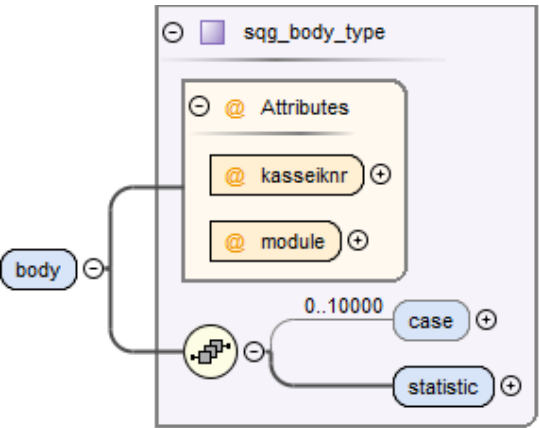 sqg_body_type
@ Attributes
@ kasseiknr
@ module
body
0..10000
case
statistic